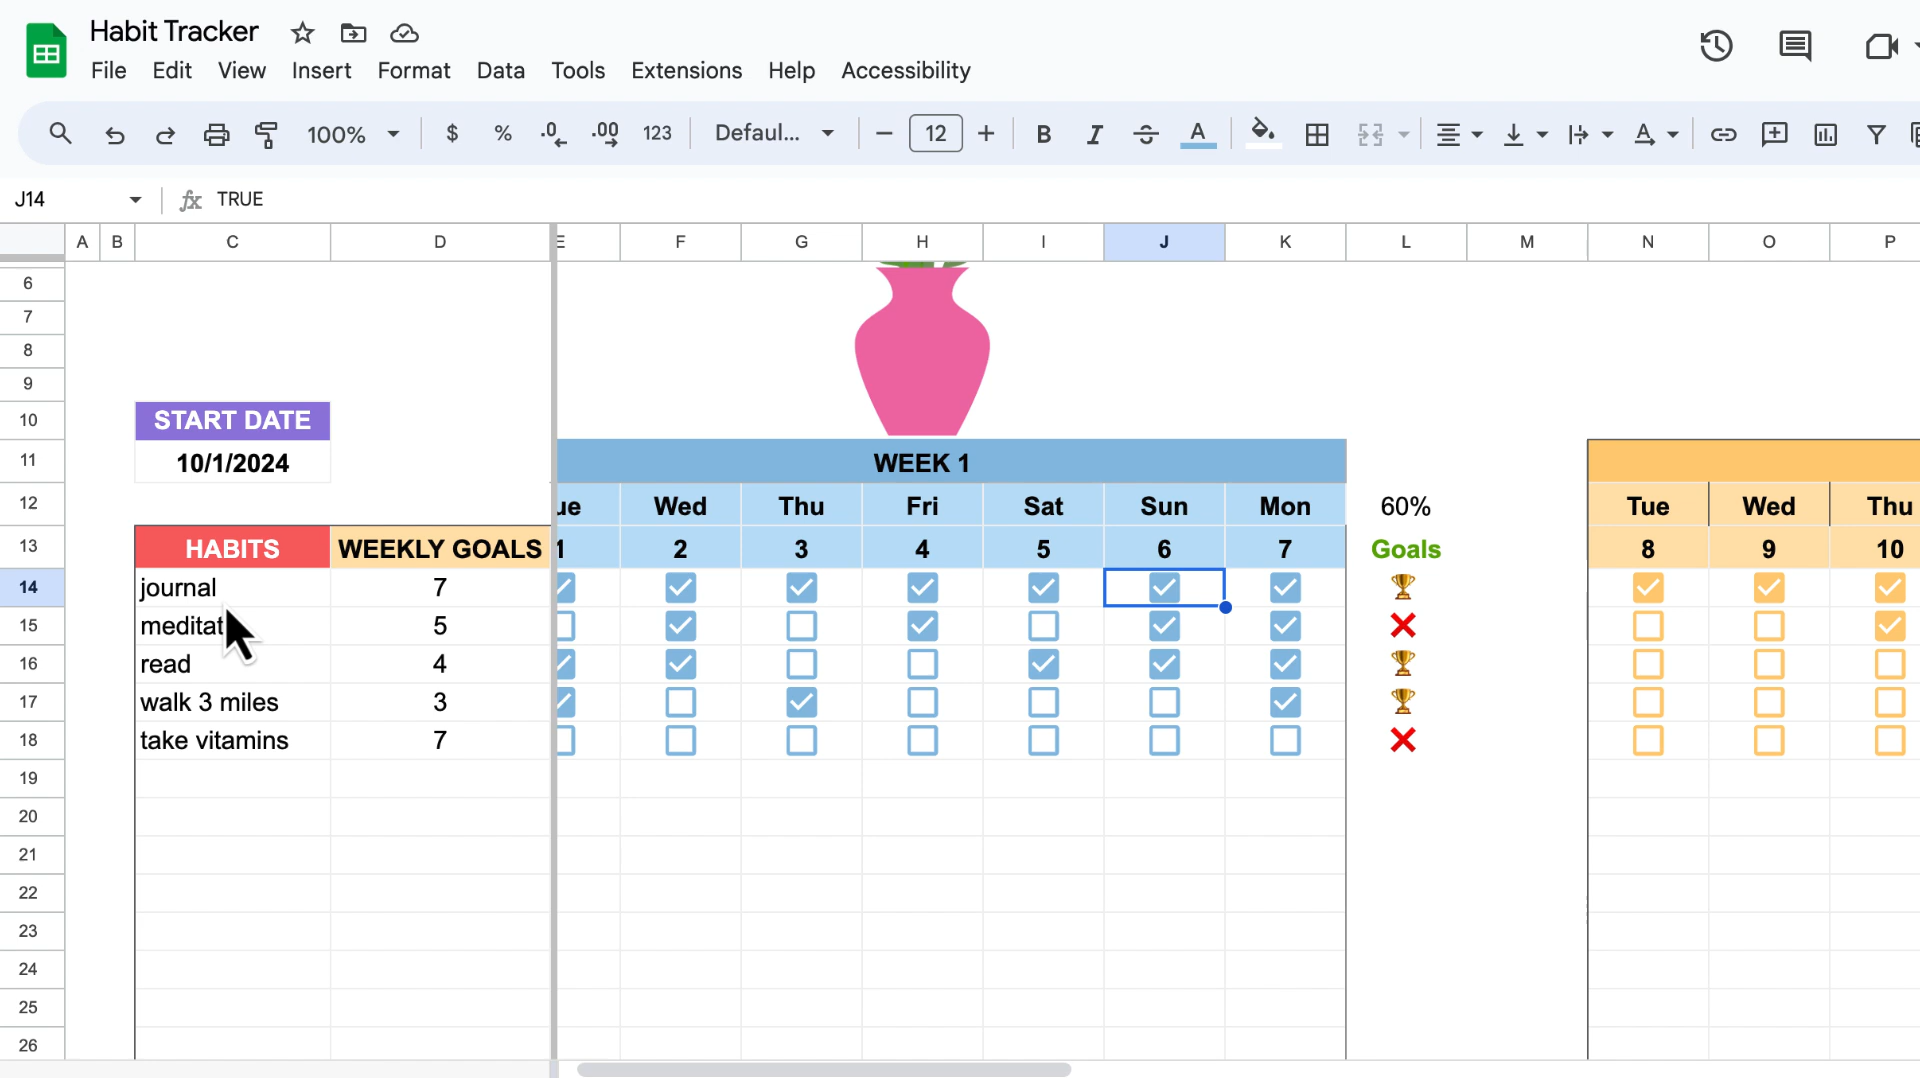 Habit Tracker
File Edit View Insert Format Data Tools Extensions Help Accessibility
100% $ % .0 .00 123 Defaul... 12 B I A
J14 fx TRUE
A B C D E F G H I J K L M N O P
6
7
8
9
10 START DATE
11 10/1/2024 WEEK 1
12 ue Wed Thu Fri Sat Sun Mon 60% Tue Wed Thu
13 HABITS WEEKLY GOALS 1 2 3 4 5 6 7 Goals 8 9 10
14 journal 7
15 meditat 5
16 read 4
17 walk 3 miles 3
18 take vitamins 7
19
20
21
22
23
24
25
26